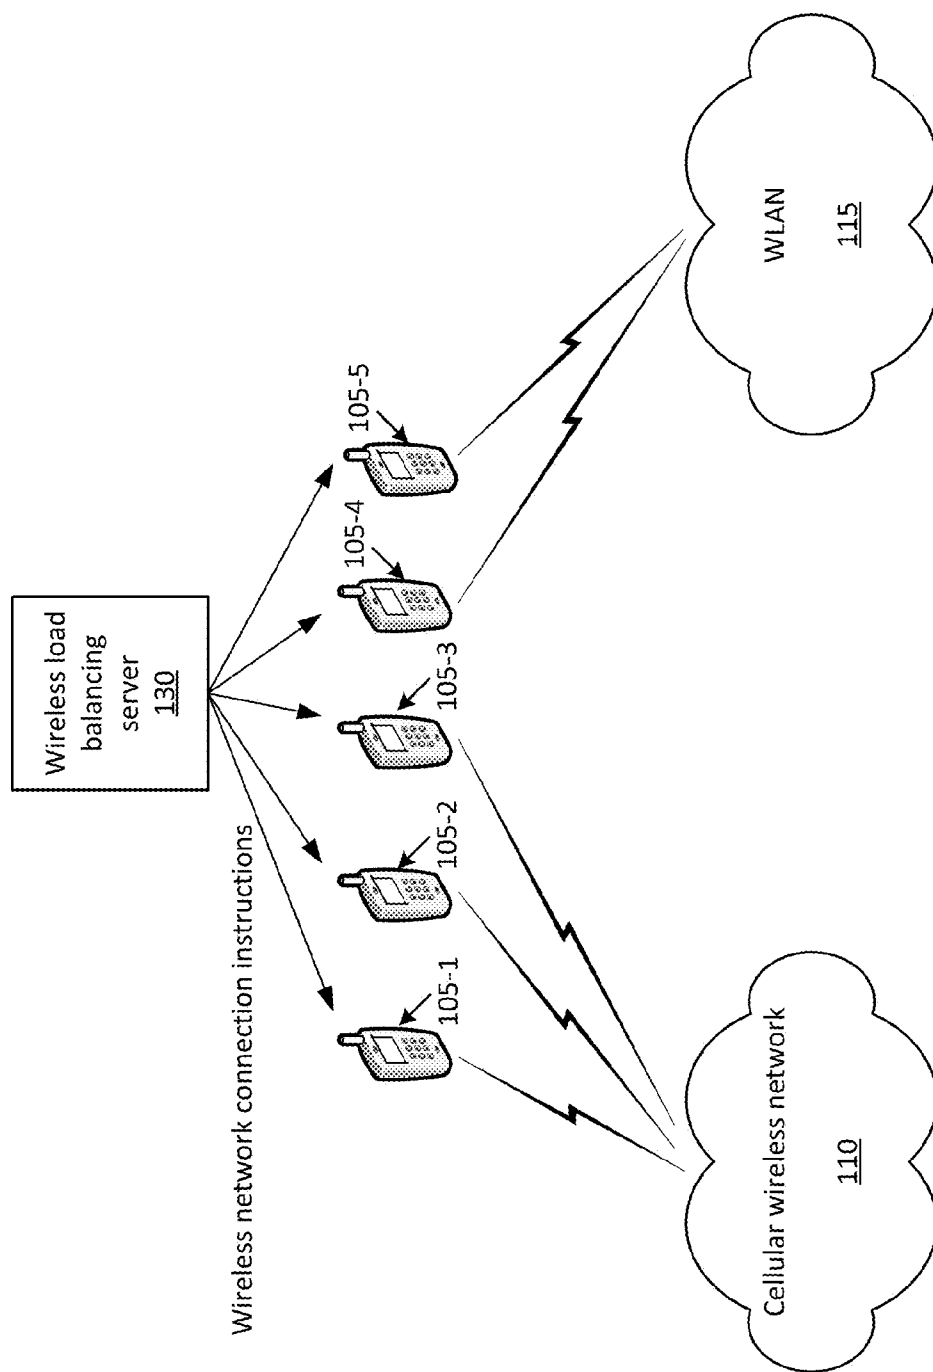 Wireless load
balancing
server
130
Wireless network connection instructions
105-1
105-2
105-3
105-4
105-5
Cellular wireless network
110
WLAN
115